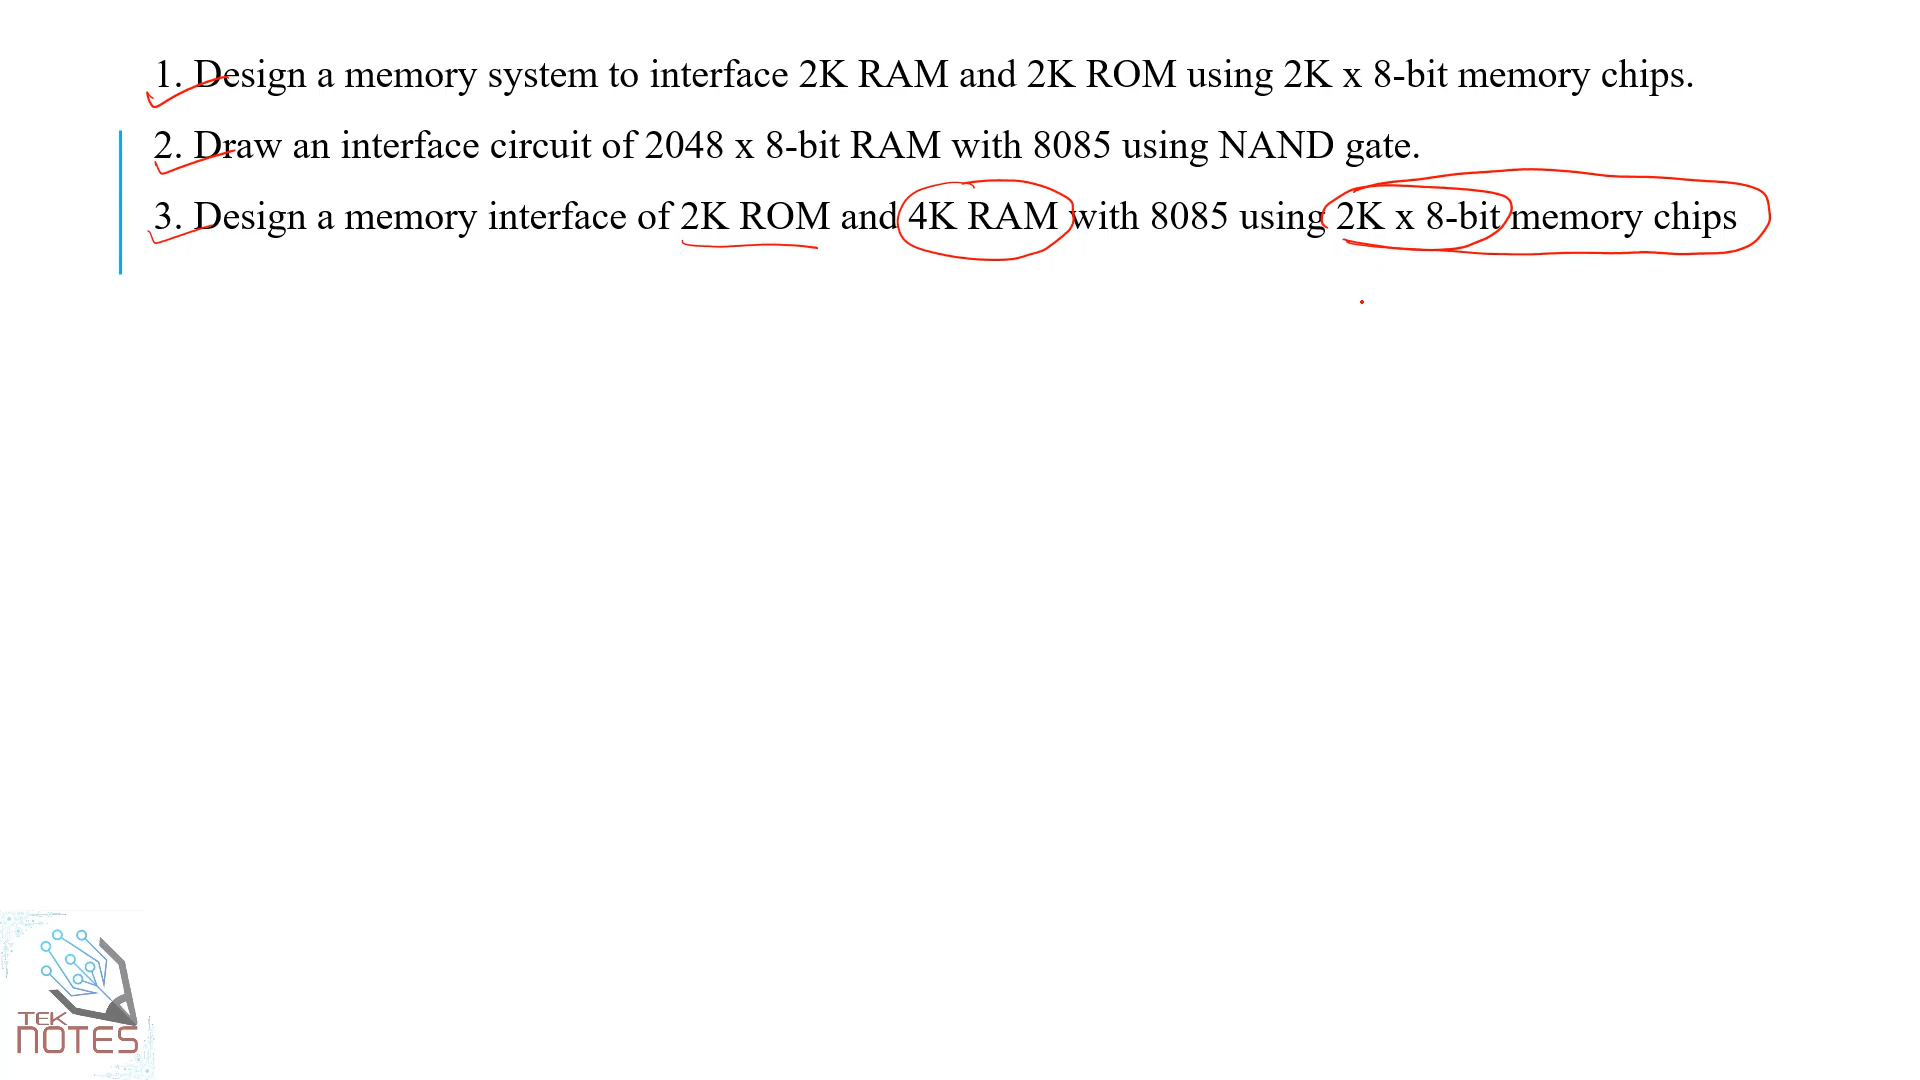 1. Design a memory system to interface 2K RAM and 2K ROM using 2K x 8-bit memory chips.
2. Draw an interface circuit of 2048 x 8-bit RAM with 8085 using NAND gate.
3. Design a memory interface of 2K ROM and 4K RAM with 8085 using 2K x 8-bit memory chips
TEK
NOTES